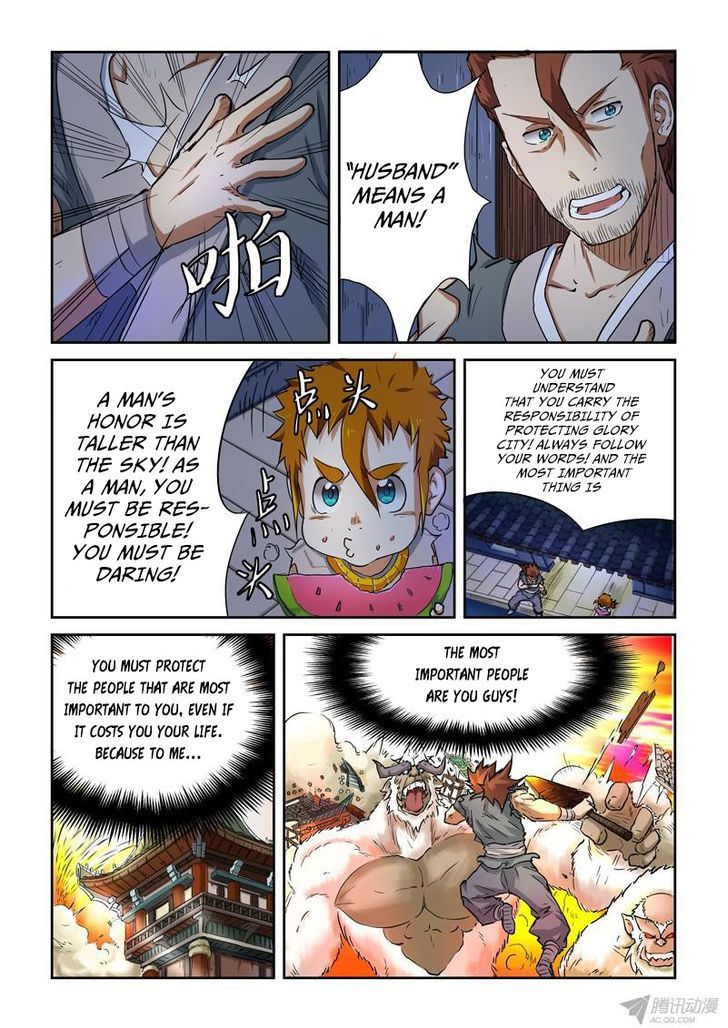 啪
"HUSBAND"
MEANS A
MAN!
A MAN'S
HONOR IS
TALLER THAN
THE SKY! AS
A MAN, YOU
MUST BE RES-
PONSIBLE!
YOU MUST BE
DARING!
点头
点头
YOU MUST
UNDERSTAND
THAT YOU CARRY THE
RESPONSIBILITY OF
PROTECTING GLORY
CITY! ALWAYS FOLLOW
YOUR WORDS! AND THE
MOST IMPORTANT
THING IS
YOU MUST PROTECT
THE PEOPLE THAT ARE MOST
IMPORTANT TO YOU, EVEN IF
IT COSTS YOU YOUR LIFE.
BECAUSE TO ME...
THE MOST
IMPORTANT PEOPLE
ARE YOU GUYS!
腾讯动漫
AC.QQ.COM